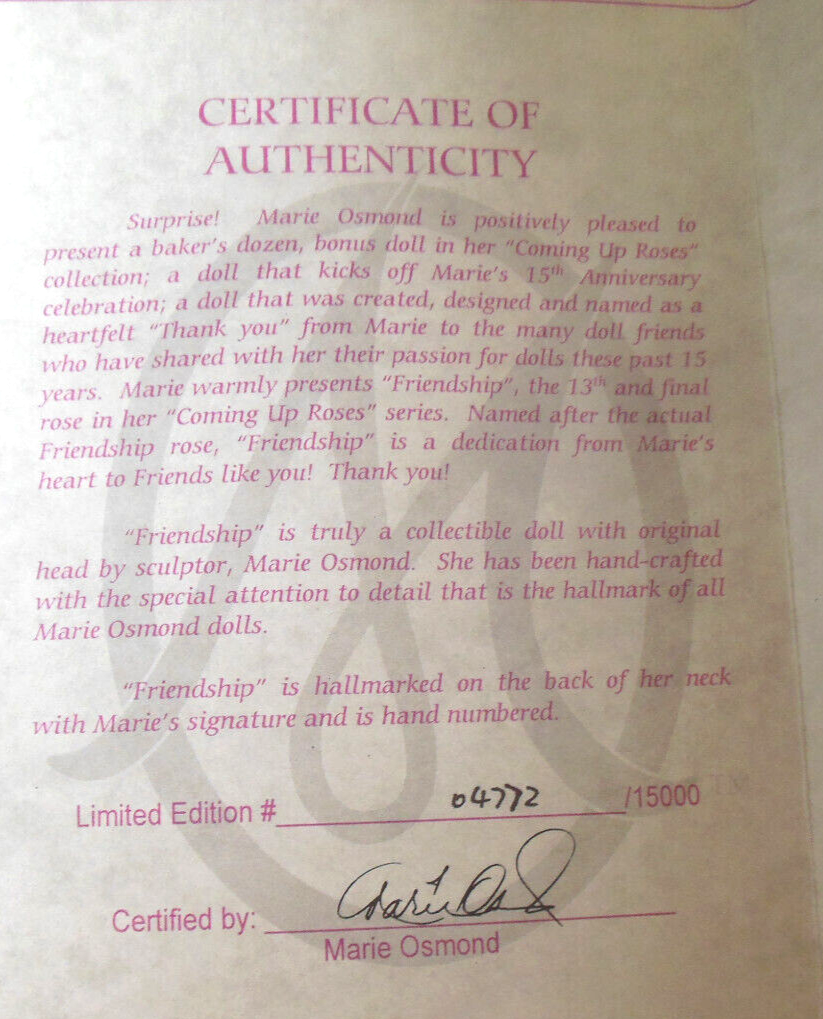 CERTIFICATE OF
AUTHENTICITY
Surprise! Marie Osmond is positively pleased to
present a baker's dozen, bonus doll in her "Coming Up Roses"
collection; a doll that kicks off Marie's 15th Anniversary
celebration; a doll that was created, designed and named as a
heartfelt "Thank you" from Marie to the many doll friends
who have shared with her their passion for dolls these past 15
years. Marie warmly presents "Friendship", the 13th and final
rose in her "Coming Up Roses" series. Named after the actual
Friendship rose, "Friendship" is a dedication from Marie's
heart to Friends like you! Thank you!
"Friendship" is truly a collectible doll with original
head by sculptor, Marie Osmond. She has been hand-crafted
with the special attention to detail that is the hallmark of all
Marie Osmond dolls.
"Friendship" is hallmarked on the back of her neck
with Marie's signature and is hand numbered.
TM
Limited Edition # 04772 /15000
Certified by: Marie Osmond
Marie Osmond